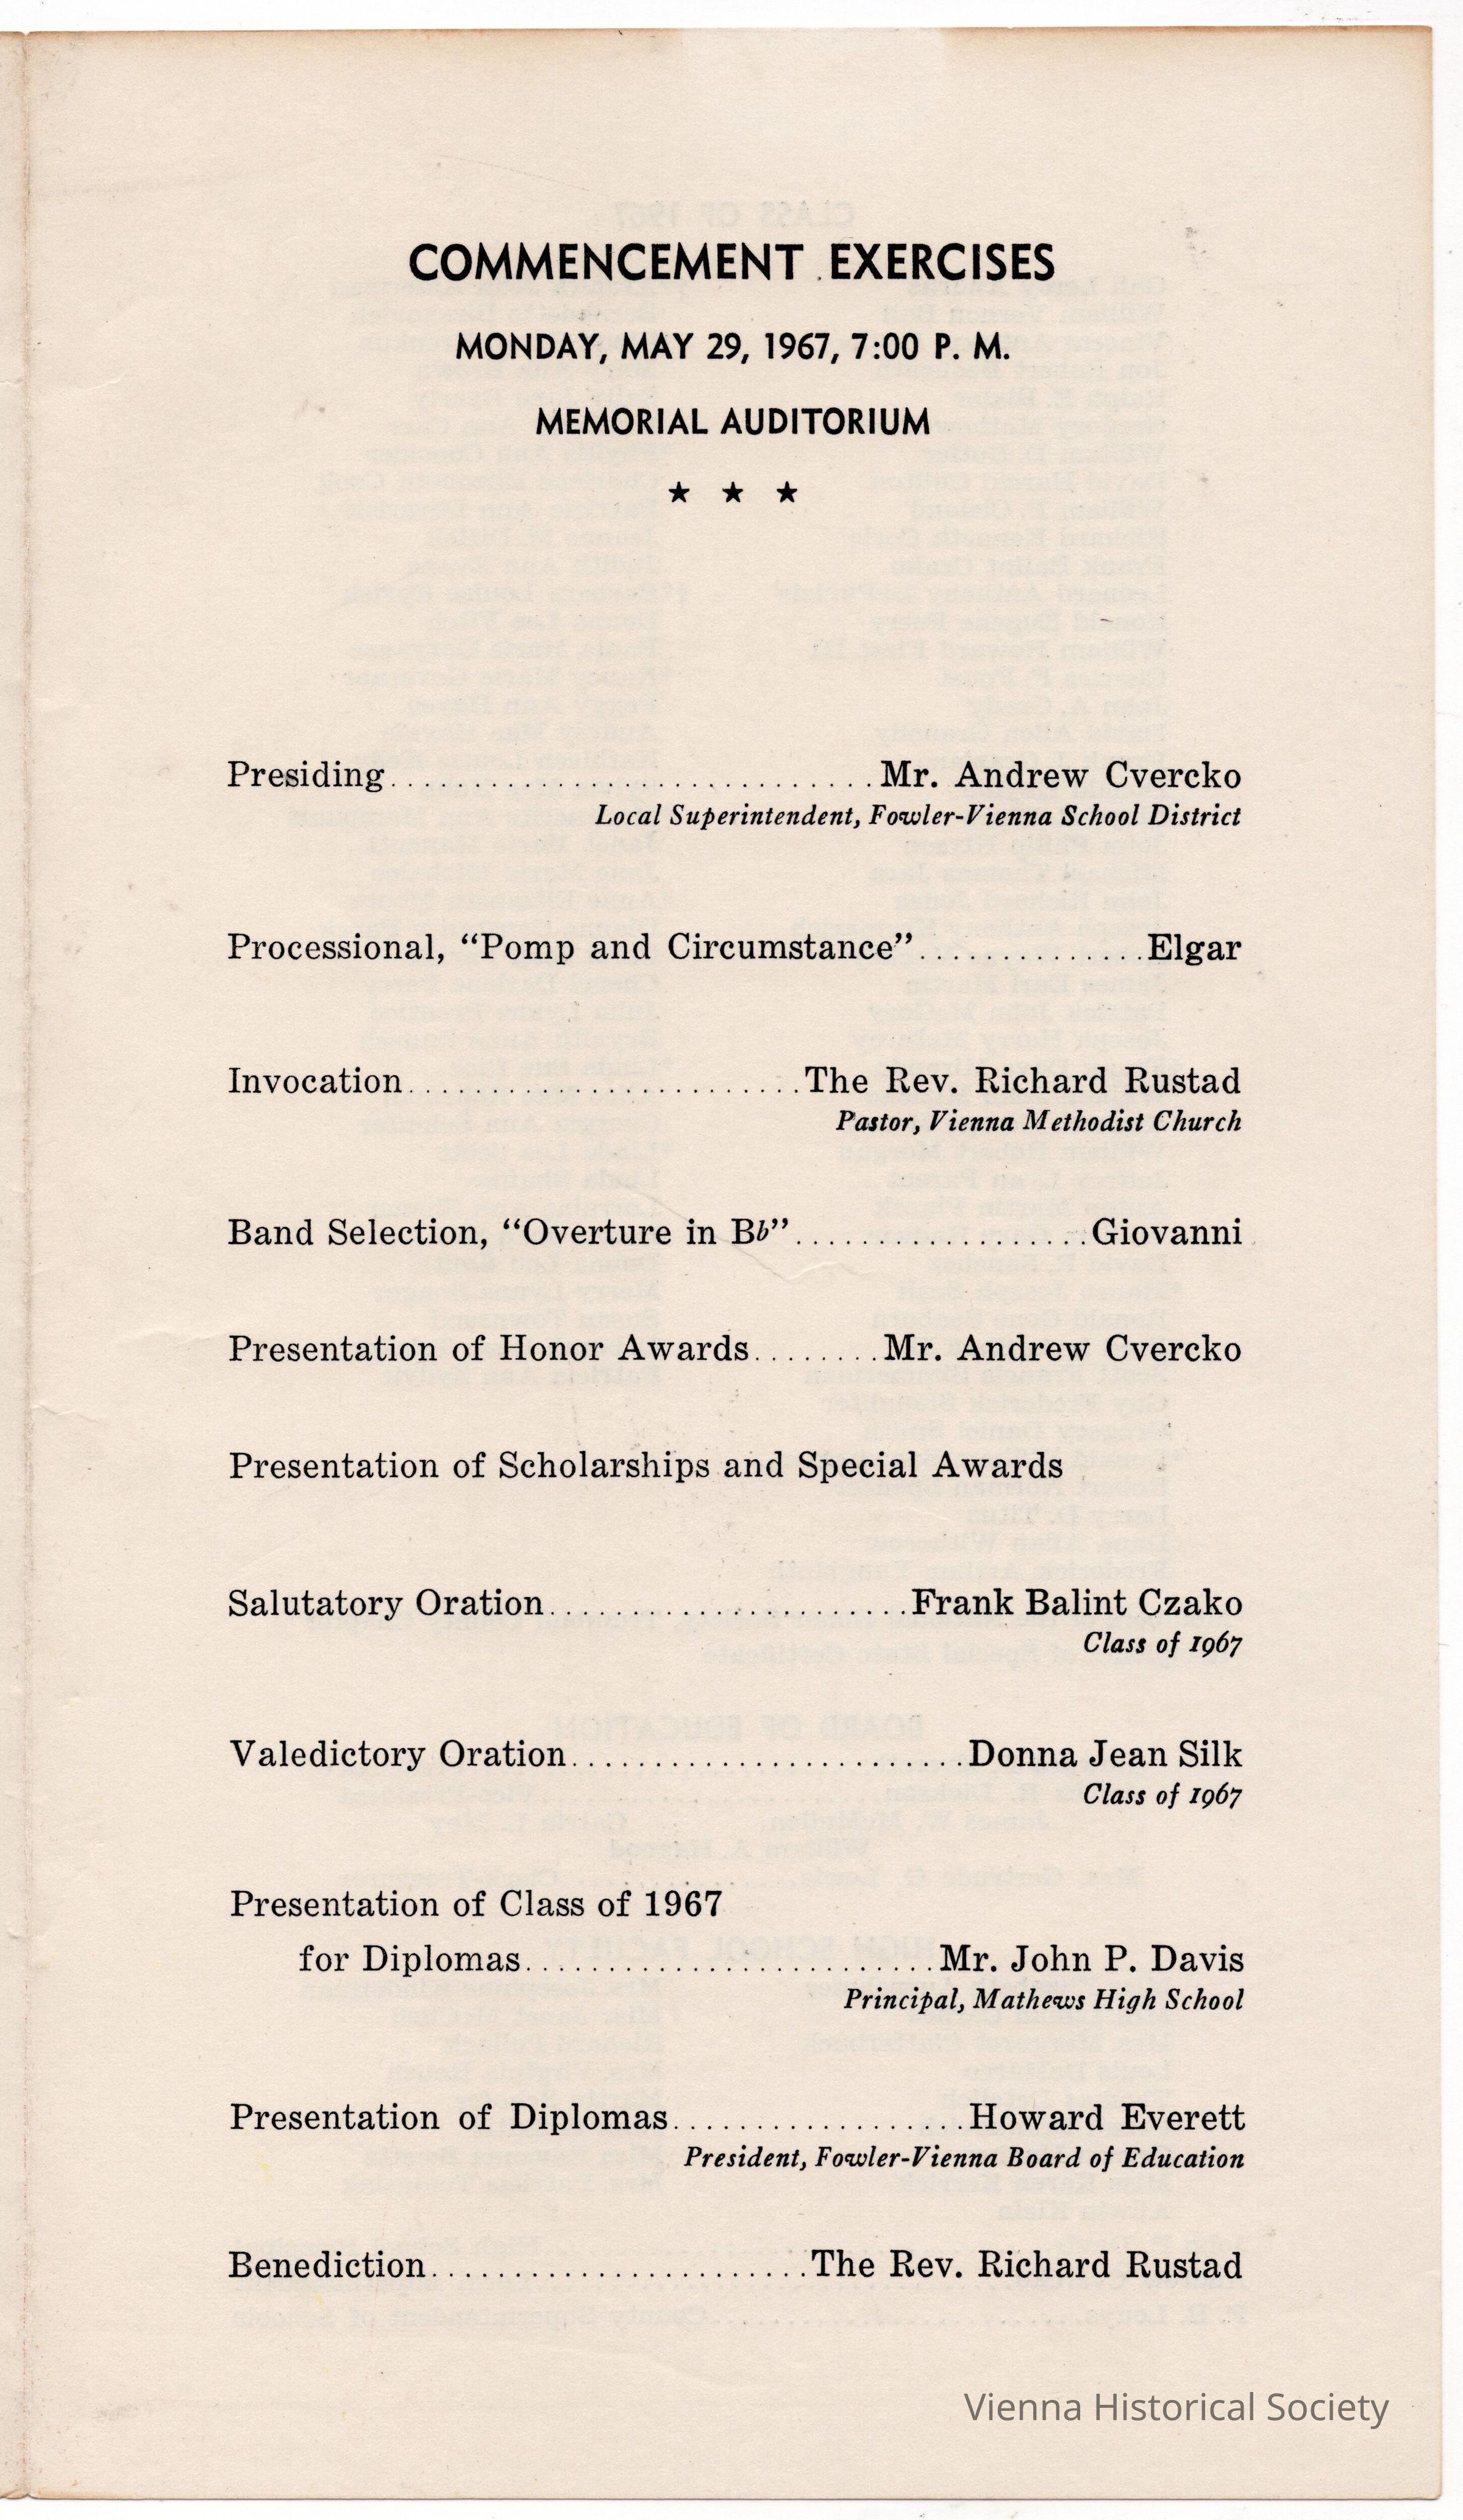 COMMENCEMENT EXERCISES
MONDAY, MAY 29, 1967, 7:00 P. M.
MEMORIAL AUDITORIUM
★ ★ ★
Presiding.............................Mr. Andrew Cvercko
Local Superintendent, Fowler-Vienna School District
Processional, “Pomp and Circumstance”..............Elgar
Invocation........................The Rev. Richard Rustad
Pastor, Vienna Methodist Church
Band Selection, “Overture in B♭”..................Giovanni
Presentation of Honor Awards........Mr. Andrew Cvercko
Presentation of Scholarships and Special Awards
Salutatory Oration......................Frank Balint Czako
Class of 1967
Valedictory Oration........................Donna Jean Silk
Class of 1967
Presentation of Class of 1967
for Diplomas.........................Mr. John P. Davis
Principal, Mathews High School
Presentation of Diplomas..................Howard Everett
President, Fowler-Vienna Board of Education
Benediction.......................The Rev. Richard Rustad
Vienna Historical Society